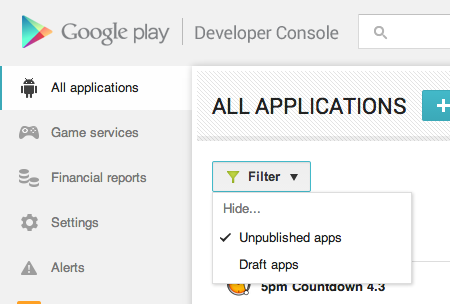 Google play | Developer Console
All applications
Game services
Financial reports
Settings
Alerts
ALL APPLICATIONS
Filter
Hide...
Unpublished apps
Draft apps
5pm Countdown 4.3